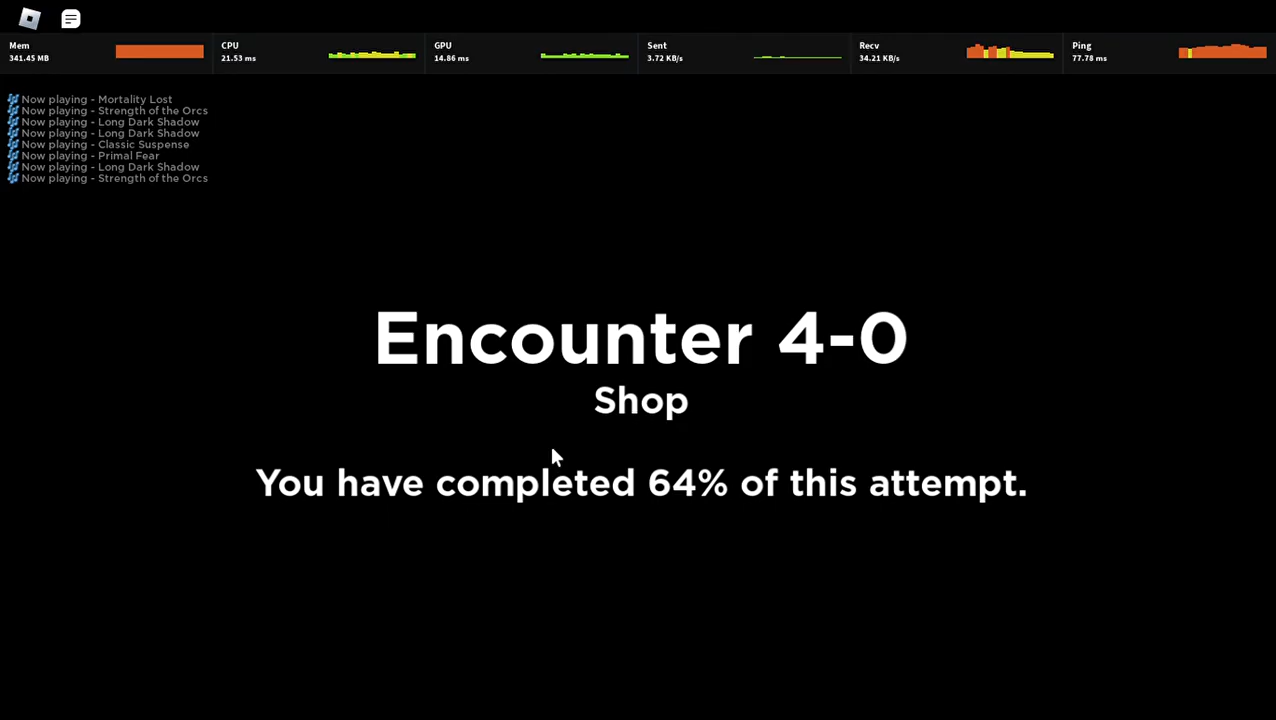 Mem
341.45 MB
CPU
21.53 ms
GPU
14.86 ms
Sent
3.72 KB/s
Recv
34.21 KB/s
Ping
77.78 ms
Now playing - Mortality Lost
Now playing - Strength of the Orcs
Now playing - Long Dark Shadow
Now playing - Long Dark Shadow
Now playing - Classic Suspense
Now playing - Primal Fear
Now playing - Long Dark Shadow
Now playing - Strength of the Orcs
Encounter 4-0
Shop
You have completed 64% of this attempt.